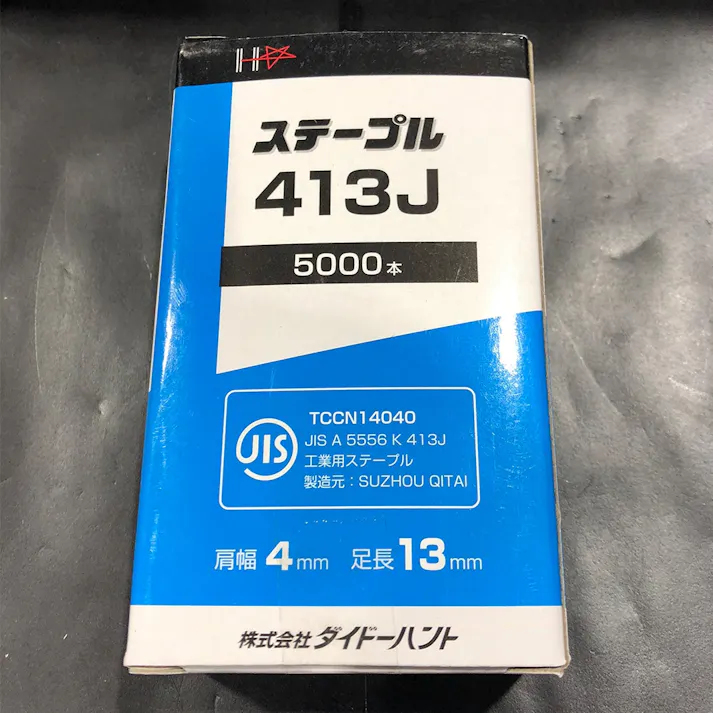 ステープル
413J
5000本
JIS
TCCN14040
JIS A 5556 K 413J
工業用ステープル
製造元：SUZHOU QITAI
肩幅 4mm 足長 13mm
株式会社 ダイドーハント